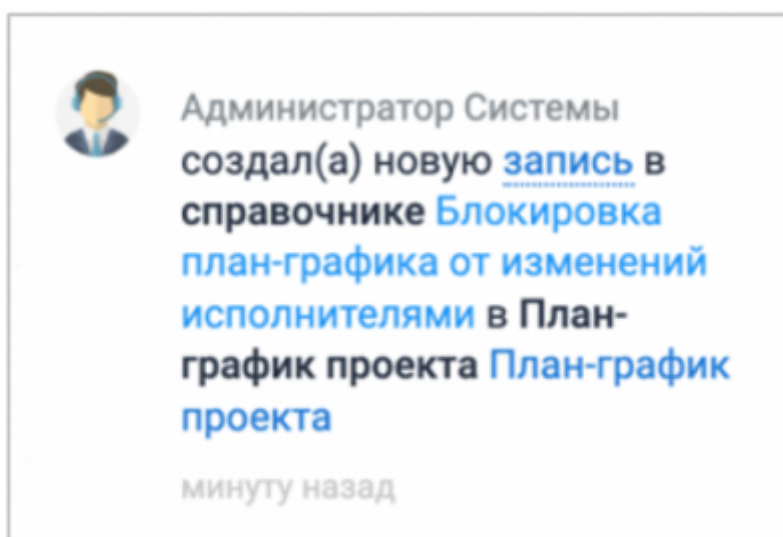 Администратор Системы
создал(а) новую запись в
справочнике Блокировка
план-графика от изменений
исполнителями в План-
график проекта План-график
проекта
минуту назад